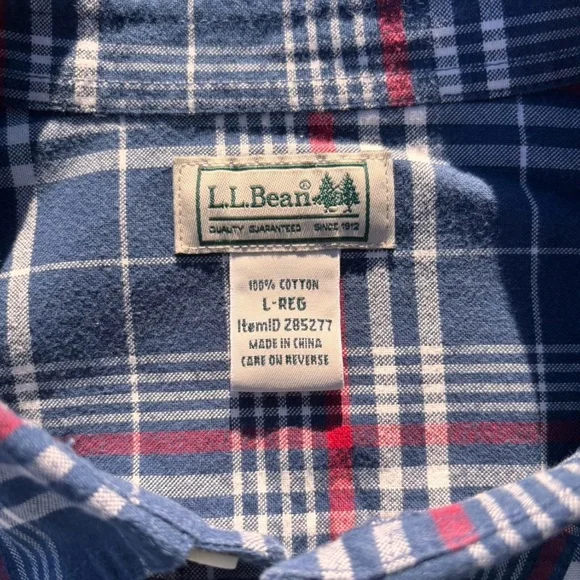 L.L.Bean®
QUALITY GUARANTEED SINCE 1912
100% COTTON
L-REG
ItemID 285277
MADE IN CHINA
CARE ON REVERSE